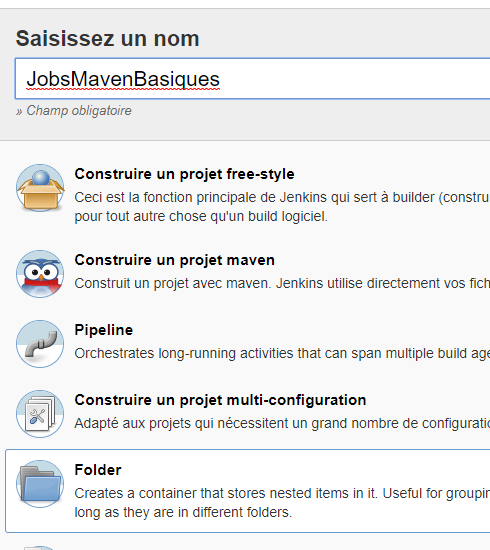 Saisissez un nom
JobsMavenBasiques
» Champ obligatoire
Construire un projet free-style
Ceci est la fonction principale de Jenkins qui sert à builder (constru
pour tout autre chose qu'un build logiciel.
Construire un projet maven
Construit un projet avec maven. Jenkins utilise directement vos fich
Pipeline
Orchestrates long-running activities that can span multiple build age
Construire un projet multi-configuration
Adapté aux projets qui nécessitent un grand nombre de configuratio
Folder
Creates a container that stores nested items in it. Useful for groupin
long as they are in different folders.